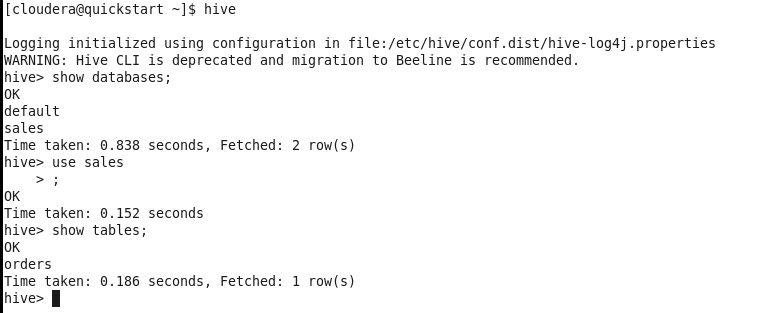 [cloudera@quickstart ~]$ hive
Logging initialized using configuration in file:/etc/hive/conf.dist/hive-log4j.properties
WARNING: Hive CLI is deprecated and migration to Beeline is recommended.
hive> show databases;
OK
default
sales
Time taken: 0.838 seconds, Fetched: 2 row(s)
hive> use sales
    > ;
OK
Time taken: 0.152 seconds
hive> show tables;
OK
orders
Time taken: 0.186 seconds, Fetched: 1 row(s)
hive>